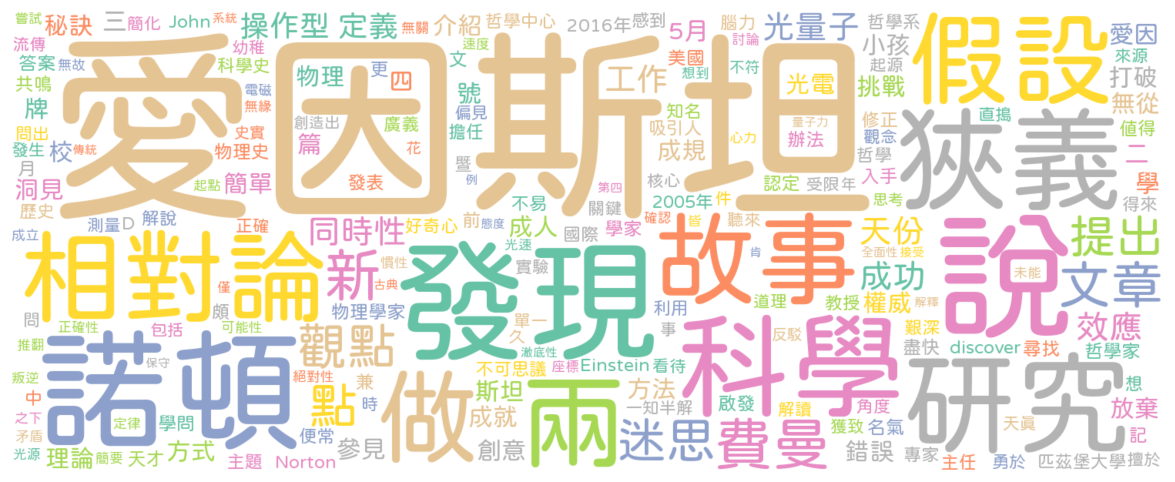 嘗試 秘訣 三 簡化 John 系統 操作型 定義 無關 介紹 哲學中心 2016年 感到 5月 腦力 光量子 哲學系 愛因
流傳 幼稚 愛因斯坦 討論 小孩 假設 來源
答案 無故 科學史 物理 更 四 文 速度 工作 美國 想到 不符 光電 挑戰 起源 打破
共鳴 電磁 無緣 號 知名 量子力 直搗 無從
牌 史實 創造出 廣義 偏見 吸引人 心力 辦法 修正 觀念 值得
問出 傳統 篇 花 擔任 成規 狹義 二
發生 校 物理史 暨 哲學
月 洞見 起點 簡單 發表 例 核心 第四 認定 受限 年 入手 學
歷史 測量 D 解說 同時性 不易 關鍵 2005年 件 思考 得來
成立 正確 好奇心 前 態度 成人 國際 學家 確認 皆 聽來 天份 提出
相對論 新 慣性 光速 實驗 故事 肯 全面性 接受 成功 說 未能 文章
僅 古典 發現 道理 教授 權威 解釋
問 頗 物理學家 單一 利用 艱深 效應
正確性 包括 可能性 久 事 科學 反駁 盡快 discover 尋找 哲學家
推翻 諾頓 觀點 澈底性 座標 Einstein 看待
保守 絕對性 不可思議 研究 想
叛逆 兼 做 斯坦 兩 方法 啟發 解讀 角度
中 點 時 成就 一知半解 獲致 名氣 天真 放棄
之下 定律 學問 便常 迷思 費曼 記
矛盾 參見 創意 錯誤 專家
光源 理論 簡要 天才 方式 主題 Norton 主任 勇於 匹茲堡大學 擅於